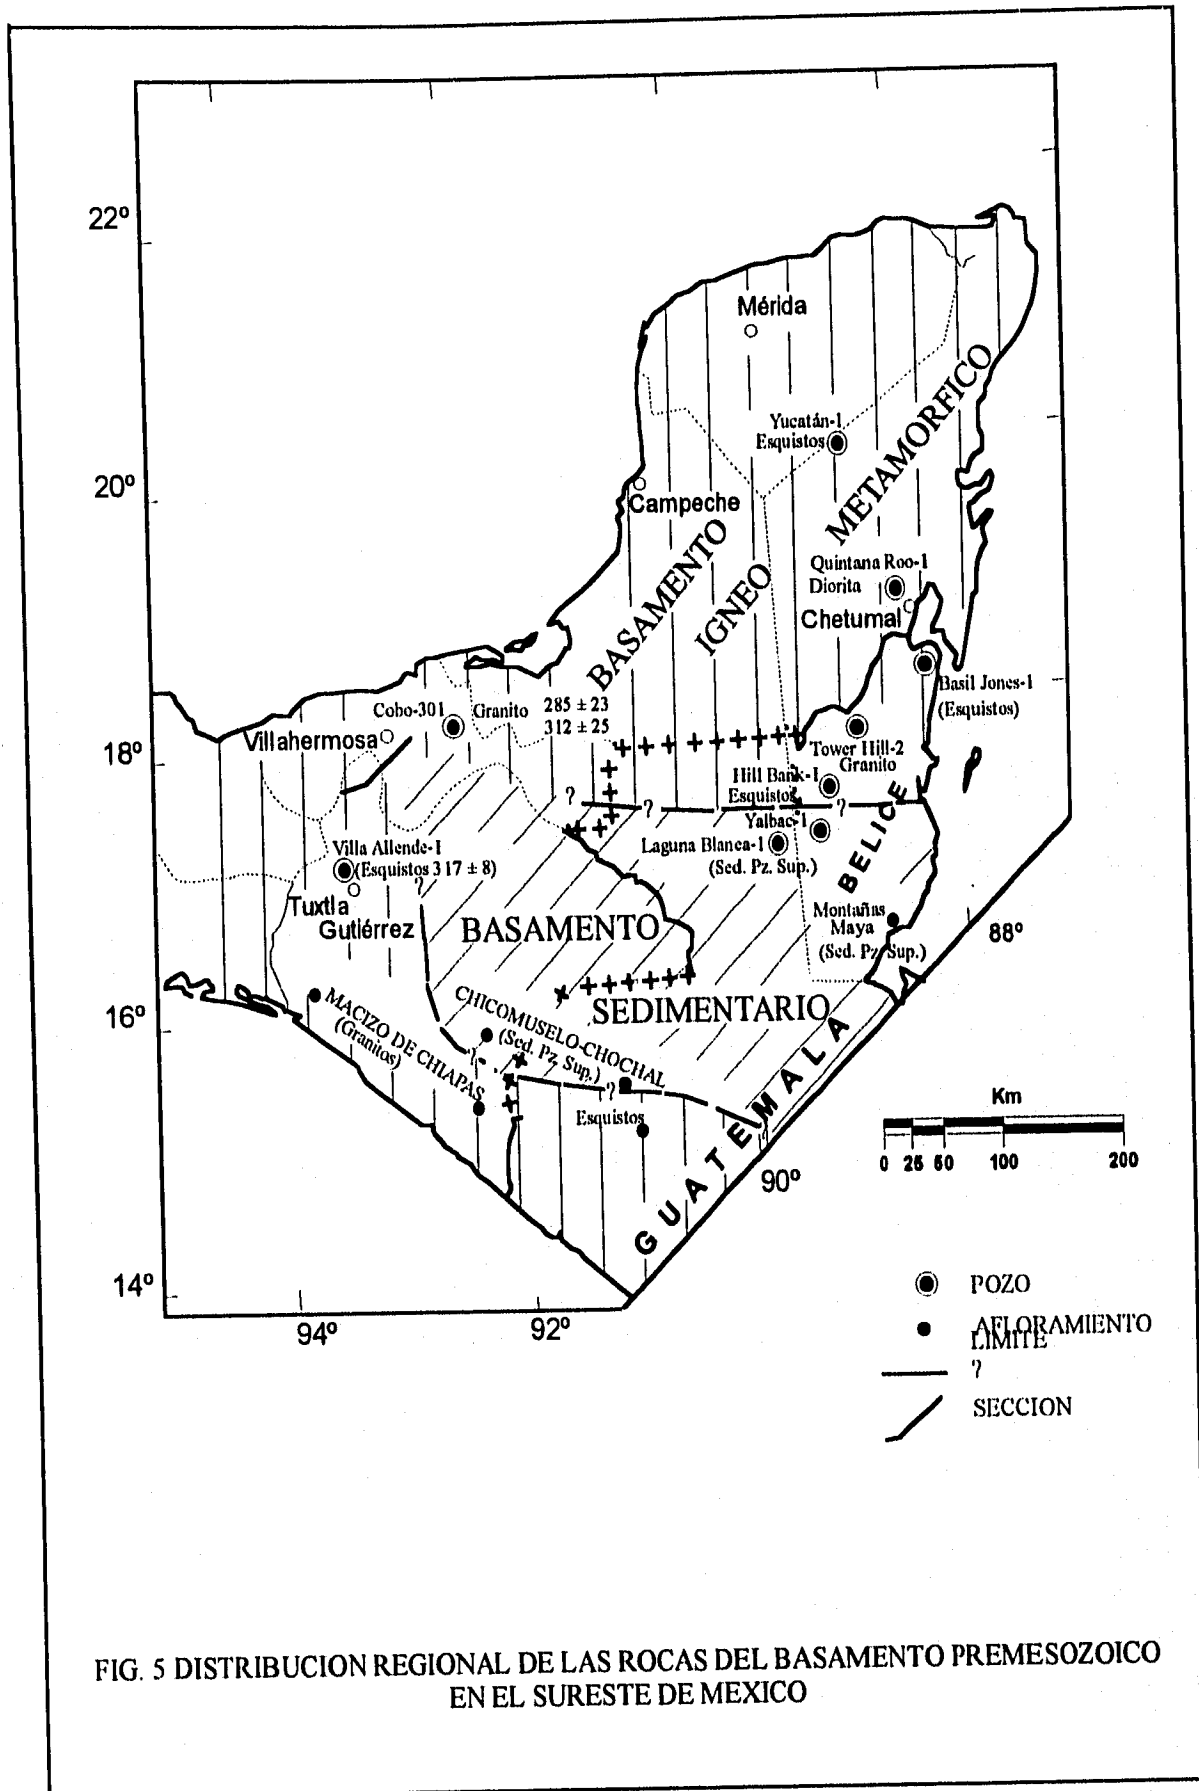 22º
Mérida
Yucatán-1
Esquistos
METAMORFICO
20º
Campeche
BASAMENTO
IGNEO
Quintana Roo-1
Diorita
Chetumal
Basil Jones-1
(Esquistos)
Cobo-301
Granito
285 ± 23
312 ± 25
Villahermosa
18º
Tower Hill-2
Granito
Hill Bank-1
Esquistos
?
?
?
?
Yalbac-1
Laguna Blanca-1
(Sed. Pz. Sup.)
BELICE
Villa Allende-1
(Esquistos 317 ± 8)
?
Tuxtla
Gutiérrez
BASAMENTO
Montañas
Maya
(Sed. Pz. Sup.)
88º
SEDIMENTARIO
16º
MACIZO DE CHIAPAS
(Granitos)
CHICOMUSELO-CHOCHAL
(Sed. Pz. Sup.)
?
?
Esquistos
GUATEMALA
Km
0 25 50 100 200
90º
14º
94º
92º
POZO
AFLORAMIENTO
LIMITE
?
SECCION
FIG. 5 DISTRIBUCION REGIONAL DE LAS ROCAS DEL BASAMENTO PREMESOZOICO
EN EL SURESTE DE MEXICO